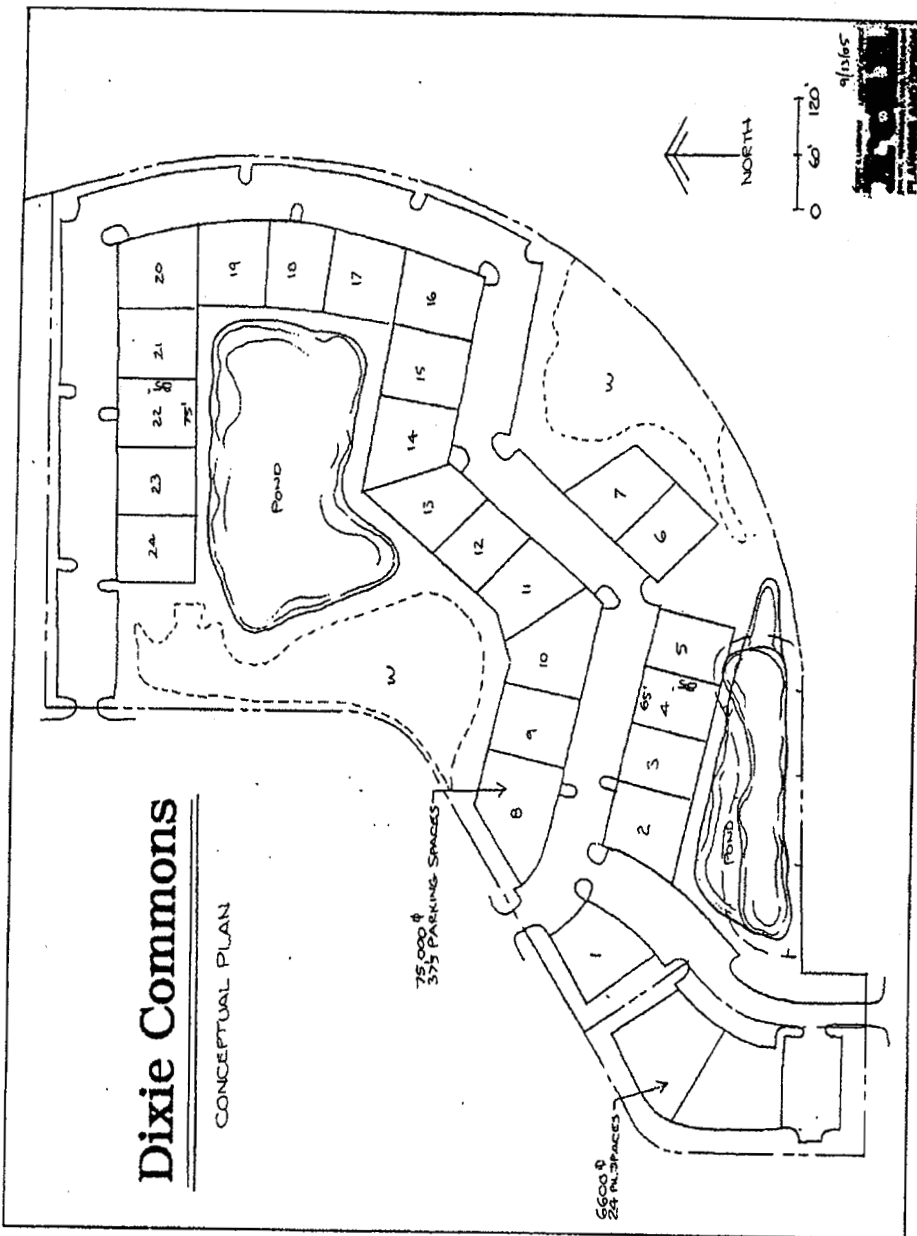 Dixie Commons
CONCEPTUAL PLAN
75,000 ⌀
375 PARKING SPACES
6600 ⌀
24 PK. SPACES
1
2
3
4
65'
5
6
7
8
9
10
11
12
13
14
15
16
17
18
19
20
21
22
75'
23
24
POND
POND
W
W
NORTH
0 60' 120'
9/13/05